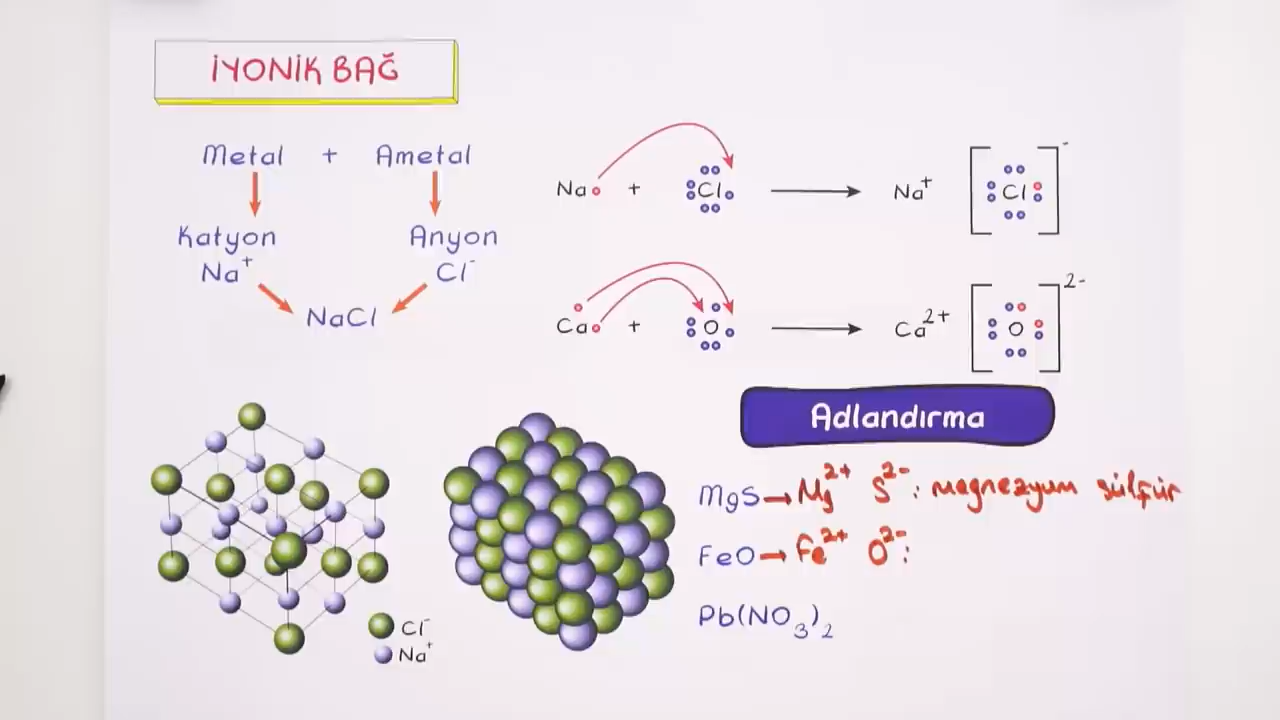 İYONİK BAĞ
Metal + Ametal
Katyon Anyon
Na⁺ Cl⁻
NaCl
Na + Cl → Na⁺ [Cl]⁻
Ca + O → Ca²⁺ [O]²⁻
Cl⁻
Na⁺
Adlandırma
MgS → Mg²⁺ S²⁻: magnezyum sülfür
FeO → Fe²⁺ O²⁻:
Pb(NO₃)₂